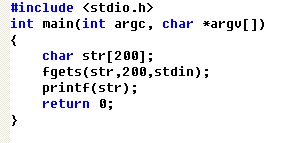 #include <stdio.h>
int main(int argc, char *argv[])
{
    char str[200];
    fgets(str,200,stdin);
    printf(str);
    return 0;
}